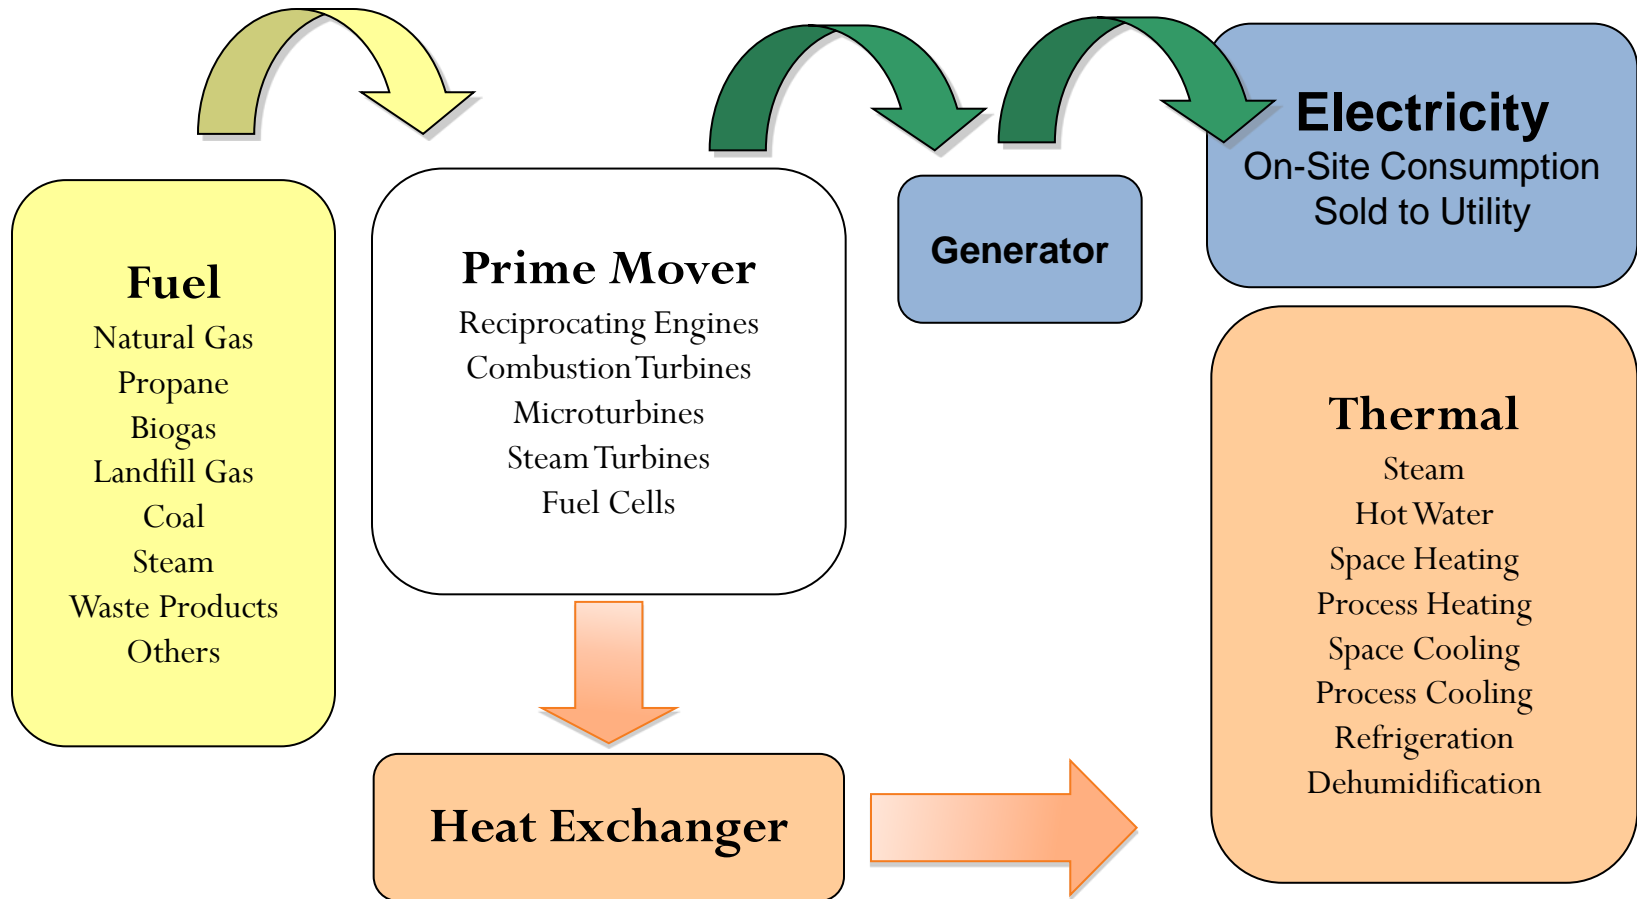 Fuel
Natural Gas
Propane
Biogas
Landfill Gas
Coal
Steam
Waste Products
Others
Prime Mover
Reciprocating Engines
Combustion Turbines
Microturbines
Steam Turbines
Fuel Cells
Heat Exchanger
Generator
Electricity
On-Site Consumption
Sold to Utility
Thermal
Steam
Hot Water
Space Heating
Process Heating
Space Cooling
Process Cooling
Refrigeration
Dehumidification